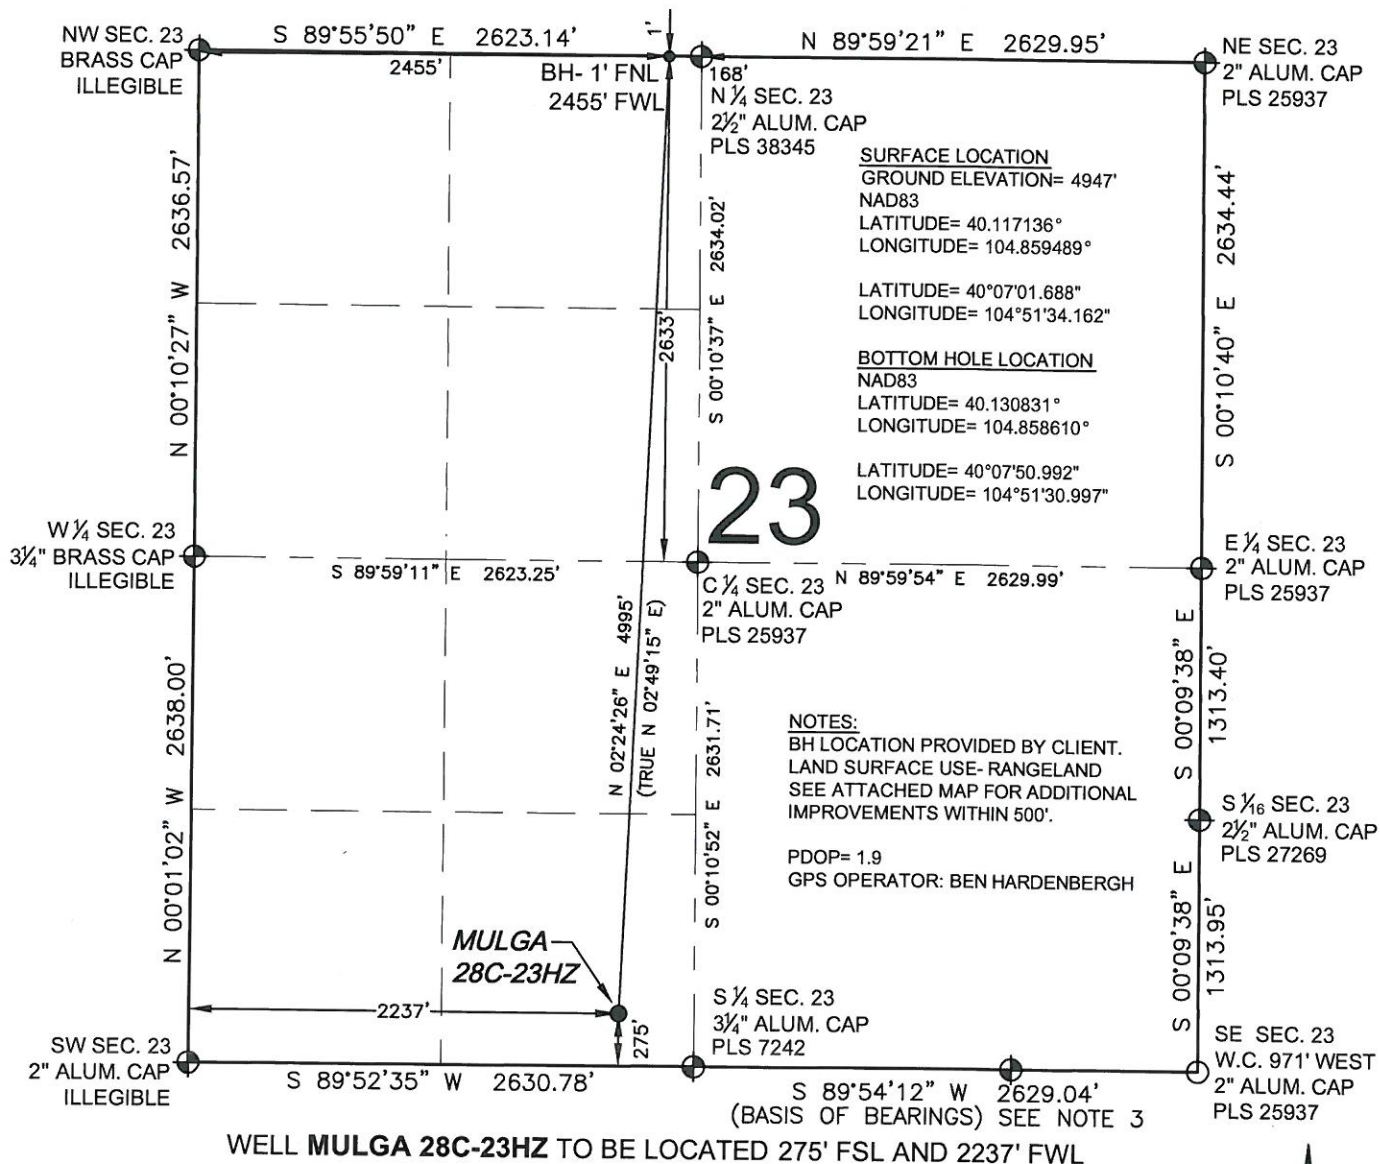 S 89°55'50" E 2623.14'
1'
N 89°59'21" E 2629.95'
NW SEC. 23
BRASS CAP
ILLEGIBLE
2455'
BH- 1' FNL
2455' FWL
168'
N ¼ SEC. 23
2½" ALUM. CAP
PLS 38345
NE SEC. 23
2" ALUM. CAP
PLS 25937
SURFACE LOCATION
GROUND ELEVATION= 4947'
NAD83
LATITUDE= 40.117136°
LONGITUDE= 104.859489°
LATITUDE= 40°07'01.688"
LONGITUDE= 104°51'34.162"
BOTTOM HOLE LOCATION
NAD83
LATITUDE= 40.130831°
LONGITUDE= 104.858610°
LATITUDE= 40°07'50.992"
LONGITUDE= 104°51'30.997"
N 00°10'27" W 2636.57'
2633'
S 00°10'37" E 2634.02'
S 00°10'40" E 2634.44'
23
W ¼ SEC. 23
3¼" BRASS CAP
ILLEGIBLE
S 89°59'11" E 2623.25'
N 89°59'54" E 2629.99'
C ¼ SEC. 23
2" ALUM. CAP
PLS 25937
E ¼ SEC. 23
2" ALUM. CAP
PLS 25937
N 00°01'02" W 2638.00'
N 02°24'26" E 4995'
(TRUE N 02°49'15" E)
S 00°10'52" E 2631.71'
S 00°09'38" E
1313.40'
NOTES:
BH LOCATION PROVIDED BY CLIENT.
LAND SURFACE USE- RANGELAND
SEE ATTACHED MAP FOR ADDITIONAL
IMPROVEMENTS WITHIN 500'.
PDOP= 1.9
GPS OPERATOR: BEN HARDENBERGH
S 1/16 SEC. 23
2½" ALUM. CAP
PLS 27269
S 00°09'38" E
1313.95'
MULGA
28C-23HZ
2237'
275'
S ¼ SEC. 23
3¼" ALUM. CAP
PLS 7242
SW SEC. 23
2" ALUM. CAP
ILLEGIBLE
S 89°52'35" W 2630.78'
S 89°54'12" W 2629.04'
(BASIS OF BEARINGS) SEE NOTE 3
SE SEC. 23
W.C. 971' WEST
2" ALUM. CAP
PLS 25937
WELL MULGA 28C-23HZ TO BE LOCATED 275' FSL AND 2237' FWL